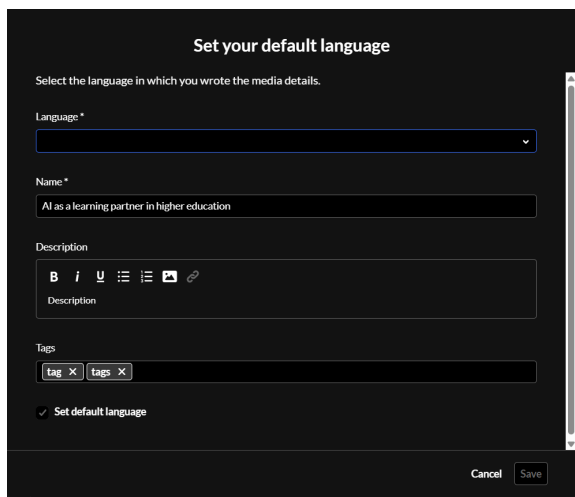 Set your default language
Select the language in which you wrote the media details.
Language *
Name *
AI as a learning partner in higher education
Description
B i U
Description
Tags
tag × tags ×
Set default language
Cancel Save